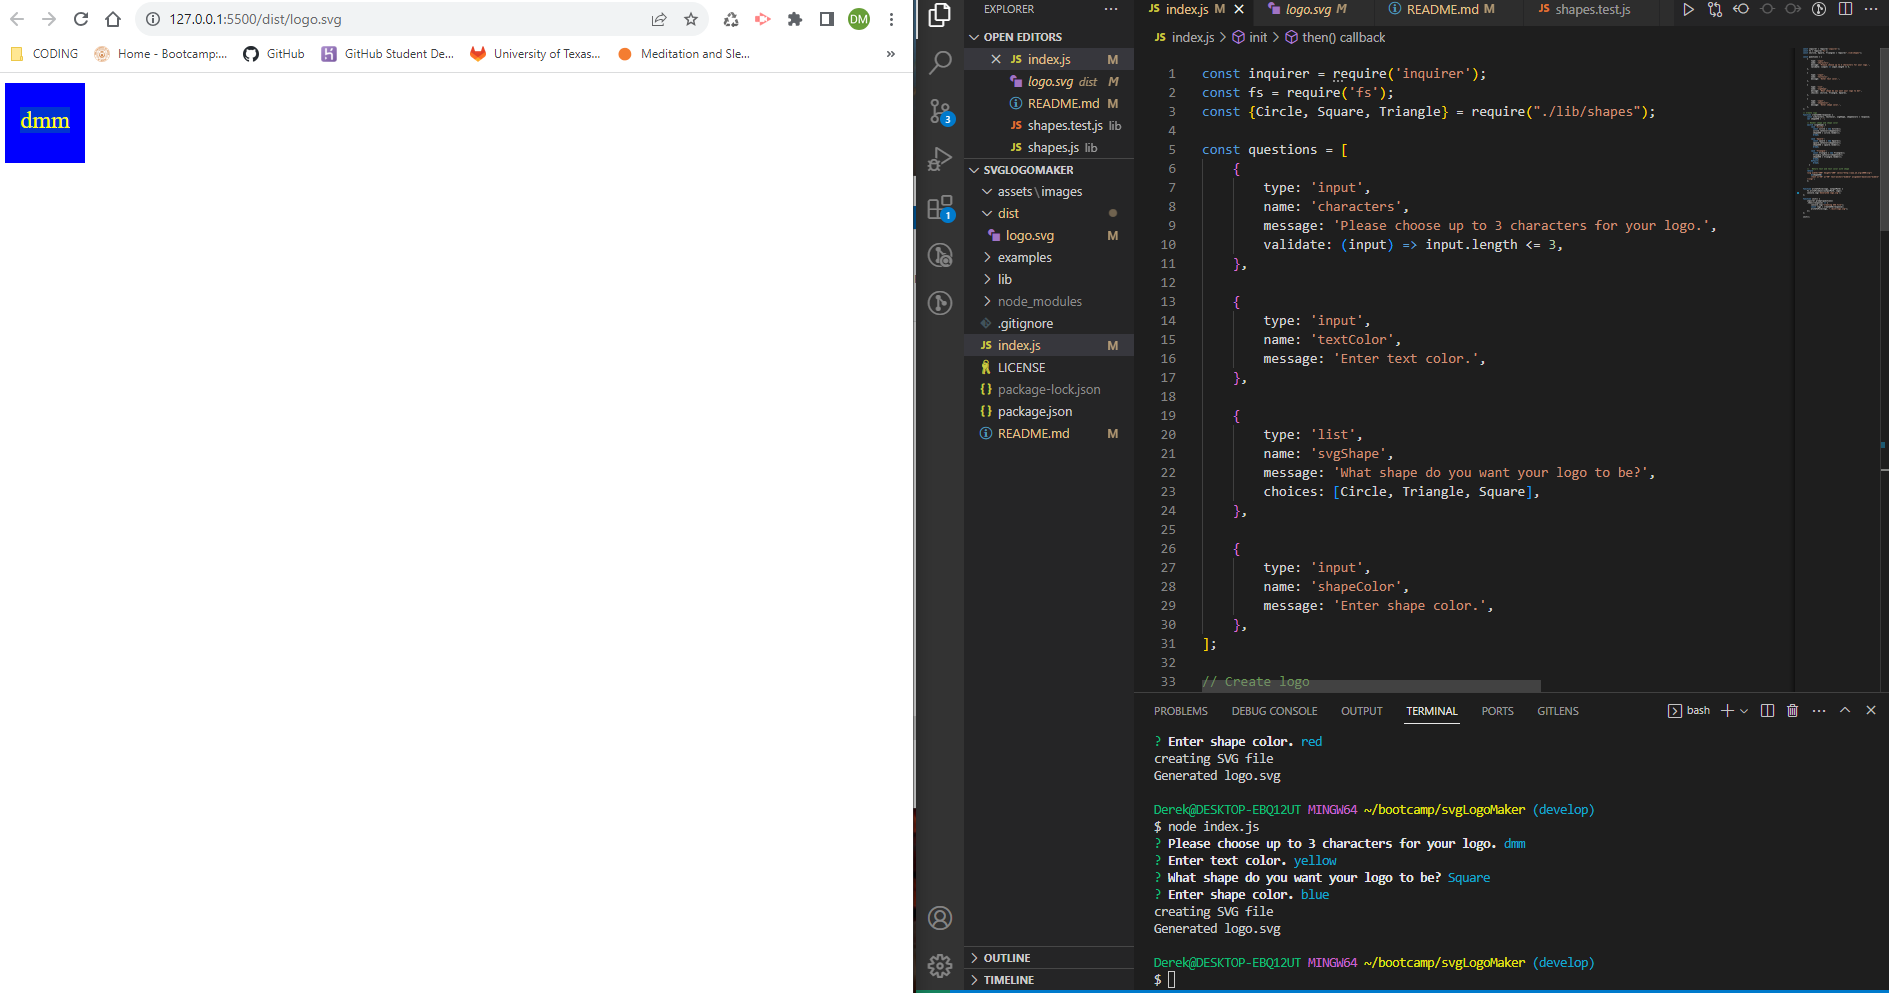 127.0.0.1:5500/dist/logo.svg
DM
CODING
Home - Bootcamp:...
GitHub
GitHub Student De...
University of Texas...
Meditation and Sle...
»
dmm
EXPLORER
OPEN EDITORS
JS index.js M
logo.svg dist M
README.md M
JS shapes.test.js lib
JS shapes.js lib
SVGLOGOMAKER
assets\images
dist
logo.svg M
examples
lib
node_modules
.gitignore
JS index.js M
LICENSE
{} package-lock.json
{} package.json
README.md M
OUTLINE
TIMELINE
3
1
JS index.js M
logo.svg M
README.md M
JS shapes.test.js
JS index.js > init > then() callback
1 const inquirer = require('inquirer');
2 const fs = require('fs');
3 const {Circle, Square, Triangle} = require("./lib/shapes");
4
5 const questions = [
6 {
7 type: 'input',
8 name: 'characters',
9 message: 'Please choose up to 3 characters for your logo.',
10 validate: (input) => input.length <= 3,
11 },
12
13 {
14 type: 'input',
15 name: 'textColor',
16 message: 'Enter text color.',
17 },
18
19 {
20 type: 'list',
21 name: 'svgShape',
22 message: 'What shape do you want your logo to be?',
23 choices: [Circle, Triangle, Square],
24 },
25
26 {
27 type: 'input',
28 name: 'shapeColor',
29 message: 'Enter shape color.',
30 },
31 ];
32
33 // Create logo
PROBLEMS DEBUG CONSOLE OUTPUT TERMINAL PORTS GITLENS
bash
? Enter shape color. red
creating SVG file
Generated logo.svg
Derek@DESKTOP-EBQ12UT MINGW64 ~/bootcamp/svgLogoMaker (develop)
$ node index.js
? Please choose up to 3 characters for your logo. dmm
? Enter text color. yellow
? What shape do you want your logo to be? Square
? Enter shape color. blue
creating SVG file
Generated logo.svg
Derek@DESKTOP-EBQ12UT MINGW64 ~/bootcamp/svgLogoMaker (develop)
$